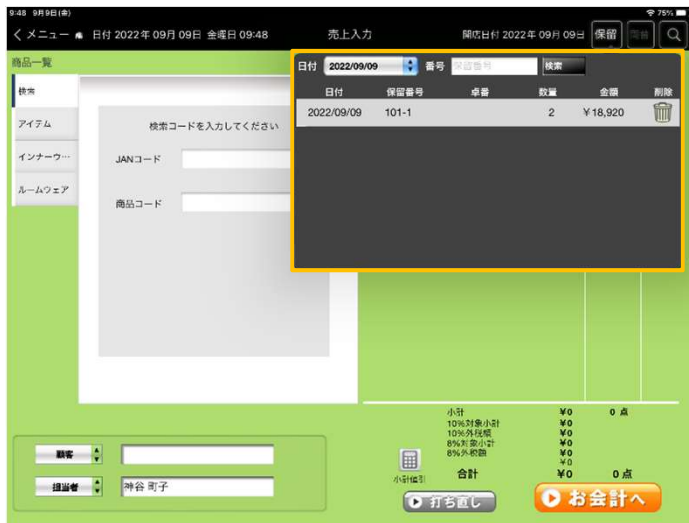 9:48 9月9日(金)
75%
メニュー 日付 2022年 09月 09日 金曜日 09:48 売上入力 開店日付 2022年 09月 09日 保留
商品一覧
検索
アイテム
インナーウ…
ルームウェア
検索コードを入力してください
JANコード
商品コード
日付 2022/09/09 番号 保留番号 検索
日付 保留番号 卓番 数量 金額 削除
2022/09/09 101-1 2 ¥18,920
顧客
担当者 神谷 町子
小計値引
小計 ¥0 0 点
10%対象小計 ¥0
10%外税額 ¥0
8%対象小計 ¥0
8%外税額 ¥0
¥0
合計 ¥0 0 点
打ち直し
お会計へ